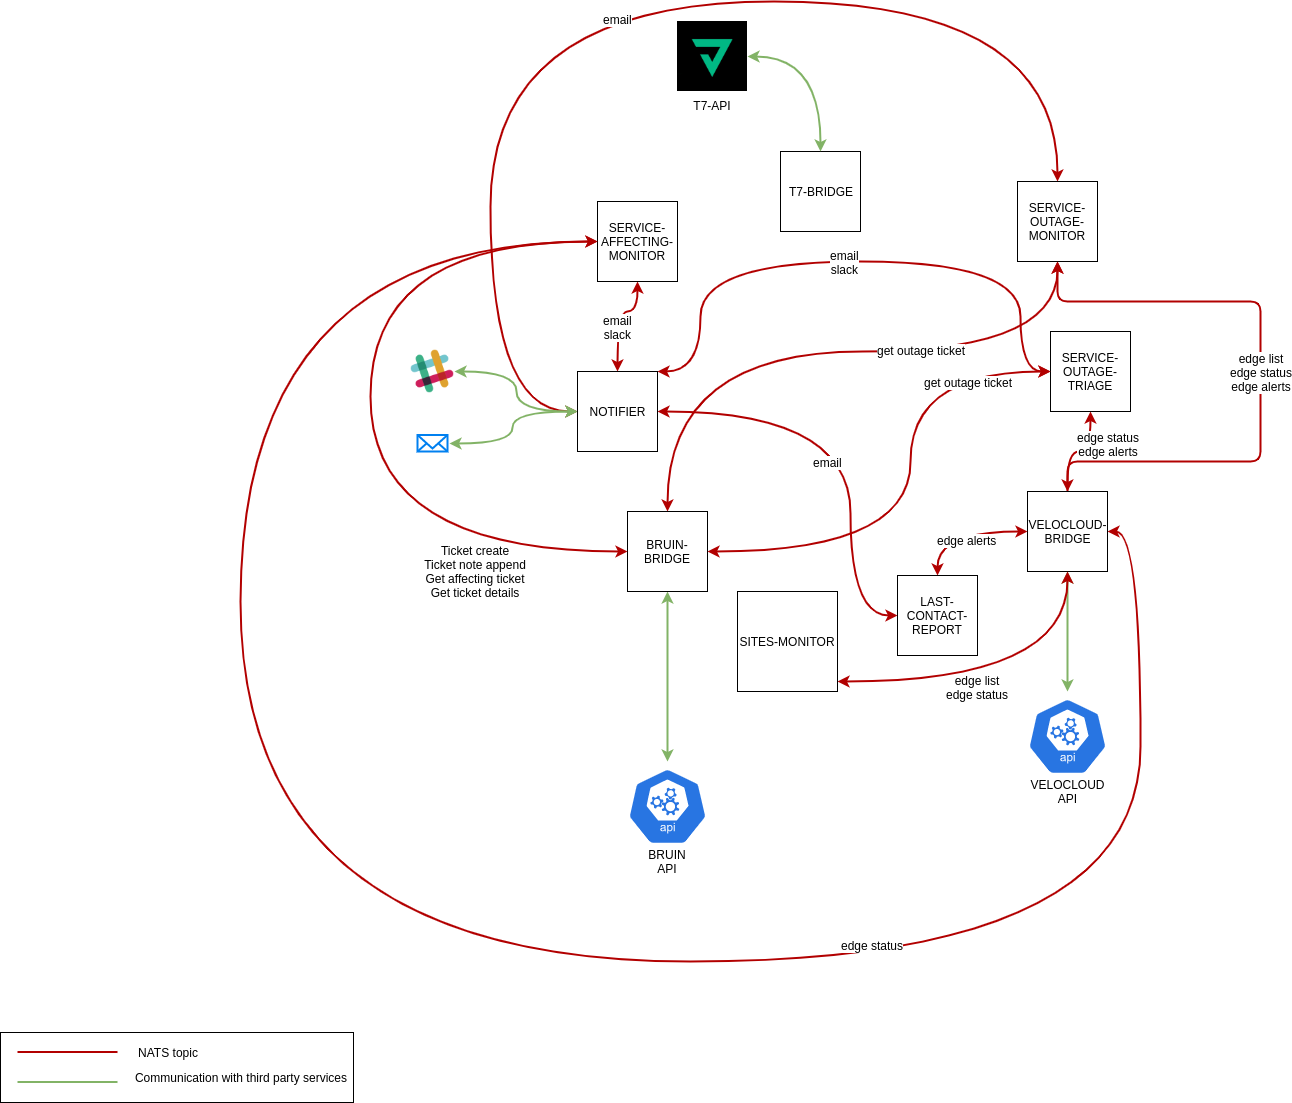 email
T7-API
T7-BRIDGE
SERVICE-
OUTAGE-
MONITOR
SERVICE-
AFFECTING-
MONITOR
email
slack
email
slack
get outage ticket
SERVICE-
OUTAGE-
TRIAGE
edge list
edge status
edge alerts
get outage ticket
NOTIFIER
edge status
edge alerts
email
VELOCLOUD-
BRIDGE
edge alerts
BRUIN-
BRIDGE
Ticket create
Ticket note append
Get affecting ticket
Get ticket details
LAST-
CONTACT-
REPORT
SITES-MONITOR
edge list
edge status
api
VELOCLOUD
API
api
BRUIN
API
edge status
NATS topic
Communication with third party services